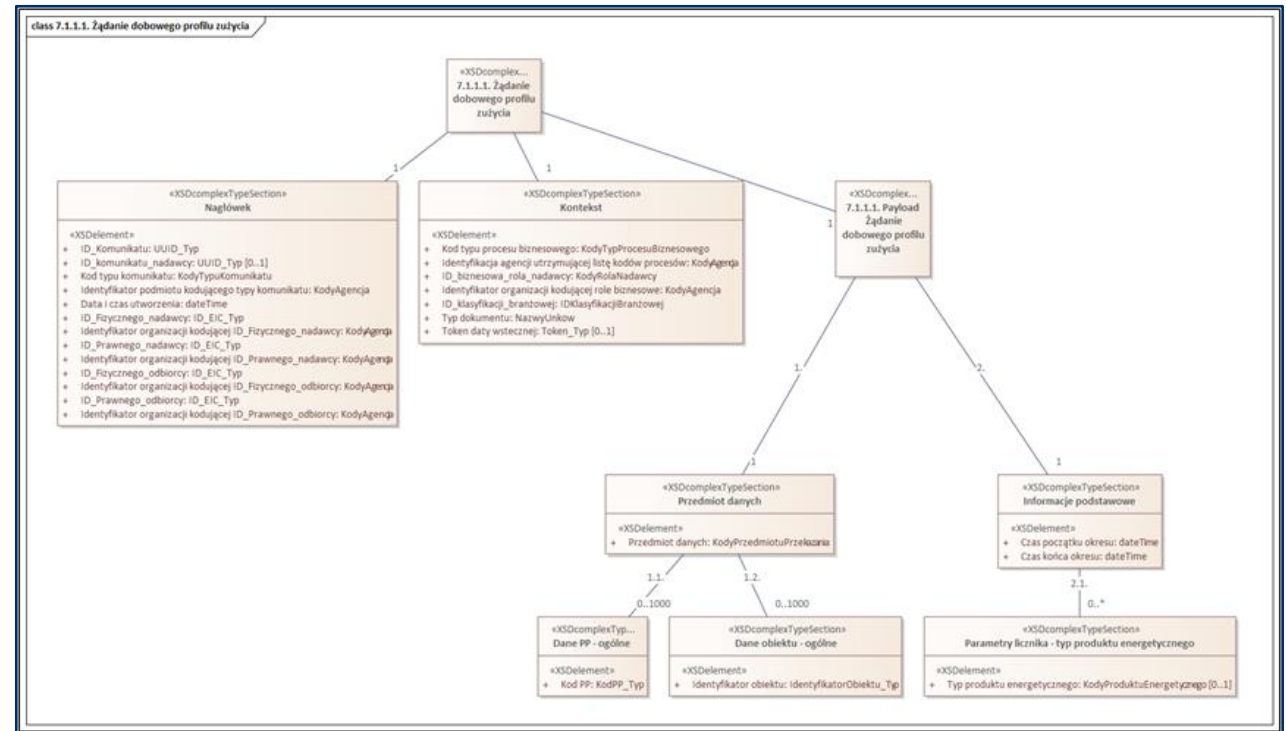 class 7.1.1.1. Żądanie dobowego profilu zużycia
«XSDcomplex...
7.1.1.1. Żądanie
dobowego profilu
zużycia
1
1
1
«XSDcomplexTypeSection»
Nagłówek
«XSDelement»
+ ID_Komunikatu: UUID_Typ
+ ID_komunikatu_nadawcy: UUID_Typ [0..1]
+ Kod typu komunikatu: KodyTypuKomunikatu
+ Identyfikator podmiotu kodującego typy komunikatu: KodyAgencja
+ Data i czas utworzenia: dateTime
+ ID_Fizycznego_nadawcy: ID_EIC_Typ
+ Identyfikator organizacji kodującej ID_Fizycznego_nadawcy: KodyAgencja
+ ID_Prawnego_nadawcy: ID_EIC_Typ
+ Identyfikator organizacji kodującej ID_Prawnego_nadawcy: KodyAgencja
+ ID_Fizycznego_odbiorcy: ID_EIC_Typ
+ Identyfikator organizacji kodującej ID_Fizycznego_odbiorcy: KodyAgencja
+ ID_Prawnego_odbiorcy: ID_EIC_Typ
+ Identyfikator organizacji kodującej ID_Prawnego_odbiorcy: KodyAgencja
«XSDcomplexTypeSection»
Kontekst
«XSDelement»
+ Kod typu procesu biznesowego: KodyTypProcesuBiznesowego
+ Identyfikacja agencji utrzymującej listę kodów procesów: KodyAgencja
+ ID_biznesowa_rola_nadawcy: KodyRolaNadawcy
+ Identyfikator organizacji kodującej role biznesowe: KodyAgencja
+ ID_klasyfikacji_branżowej: IDKlasyfikacjiBranżowej
+ Typ dokumentu: NazwyUnkow
+ Token daty wstecznej: Token_Typ [0..1]
«XSDcomplex...
7.1.1.1. Payload
Żądanie
dobowego profilu
zużycia
1.
2.
1
1
«XSDcomplexTypeSection»
Przedmiot danych
«XSDelement»
+ Przedmiot danych: KodyPrzedmiotuPrzekazania
«XSDcomplexTypeSection»
Informacje podstawowe
«XSDelement»
+ Czas początku okresu: dateTime
+ Czas końca okresu: dateTime
1.1.
1.2.
2.1.
0..1000
0..1000
0..*
«XSDcomplexTyp...
Dane PP - ogólne
«XSDelement»
+ Kod PP: KodPP_Typ
«XSDcomplexTypeSection»
Dane obiektu - ogólne
«XSDelement»
+ Identyfikator obiektu: IdentyfikatorObiektu_Typ
«XSDcomplexTypeSection»
Parametry licznika - typ produktu energetycznego
«XSDelement»
+ Typ produktu energetycznego: KodyProduktuEnergetycznego [0..1]